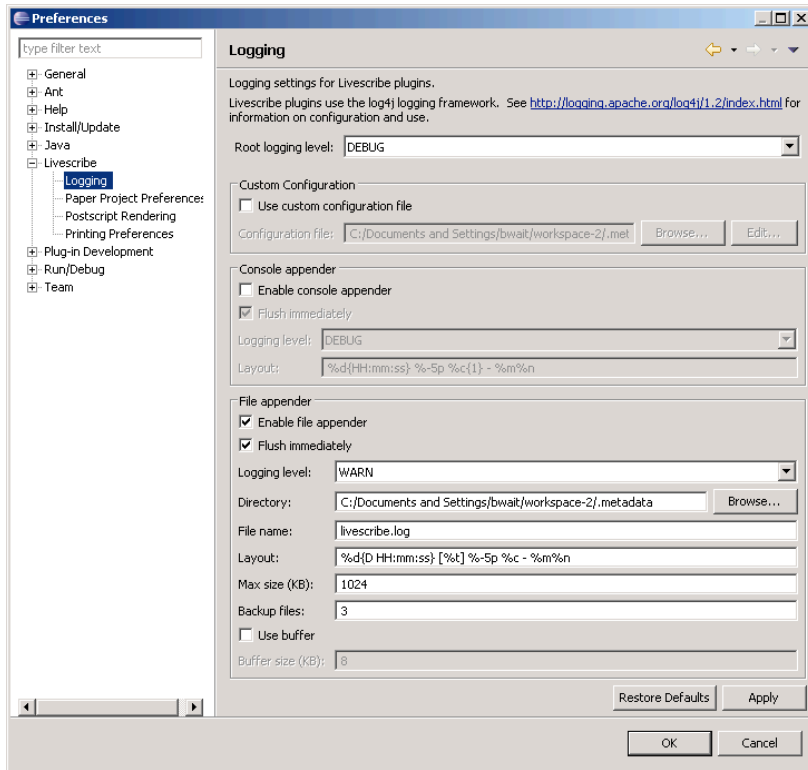 Preferences
type filter text
General
Ant
Help
Install/Update
Java
Livescribe
Logging
Paper Project Preferences
Postscript Rendering
Printing Preferences
Plug-in Development
Run/Debug
Team
Logging
Logging settings for Livescribe plugins.
Livescribe plugins use the log4j logging framework. See http://logging.apache.org/log4j/1.2/index.html for
information on configuration and use.
Root logging level: DEBUG
Custom Configuration
Use custom configuration file
Configuration file: C:/Documents and Settings/bwait/workspace-2/.met Browse... Edit...
Console appender
Enable console appender
Flush immediately
Logging level: DEBUG
Layout: %d{HH:mm:ss} %-5p %c{1} - %m%n
File appender
Enable file appender
Flush immediately
Logging level: WARN
Directory: C:/Documents and Settings/bwait/workspace-2/.metadata Browse...
File name: livescribe.log
Layout: %d{D HH:mm:ss} [%t] %-5p %c - %m%n
Max size (KB): 1024
Backup files: 3
Use buffer
Buffer size (KB): 8
Restore Defaults Apply
OK Cancel